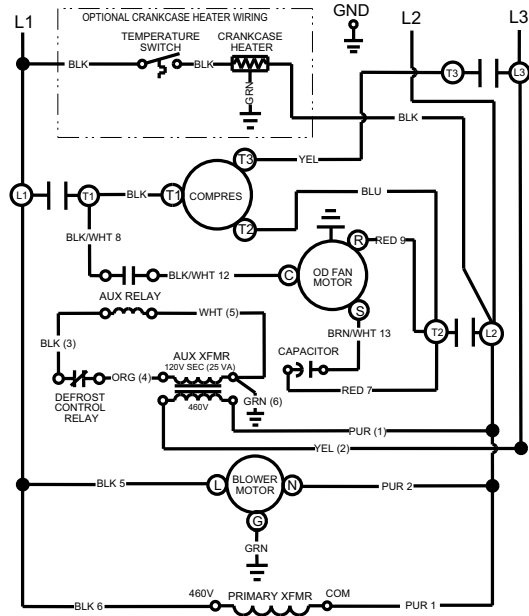 L1
OPTIONAL CRANKCASE HEATER WIRING
GND
L2
L3
TEMPERATURE
SWITCH
CRANKCASE
HEATER
BLK
BLK
GRN
BLK
T3
L3
T3
YEL
L1
T1
BLK
T1
COMPRES
T2
BLU
BLK/WHT 8
R
RED 9
BLK/WHT 12
C
OD FAN
MOTOR
AUX RELAY
S
WHT (5)
BRN/WHT 13
T2
L2
BLK (3)
AUX XFMR
120V SEC (25 VA)
CAPACITOR
ORG (4)
DEFROST
CONTROL
RELAY
460V
GRN (6)
RED 7
PUR (1)
YEL (2)
BLK 5
L
BLOWER
MOTOR
N
PUR 2
G
GRN
460V
PRIMARY XFMR
COM
BLK 6
PUR 1